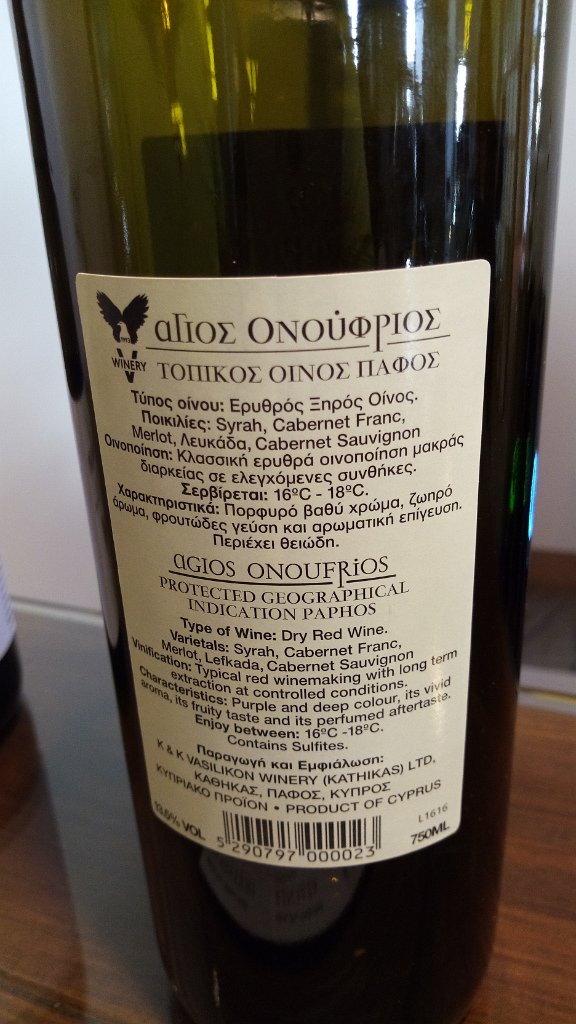 1993
V
WINERY
αΓιος Ονούφριος
ΤΟΠΙΚΟΣ ΟΙΝΟΣ ΠΑΦΟΣ
Τύπος οίνου: Ερυθρός Ξηρός Οίνος.
Ποικιλίες: Syrah, Cabernet Franc,
Merlot, Λευκάδα, Cabernet Sauvignon
Οινοποίηση: Κλασσική ερυθρά οινοποίηση μακράς
διαρκείας σε ελεγχόμενες συνθήκες.
Σερβίρεται: 16ºC - 18ºC.
Χαρακτηριστικά: Πορφυρό βαθύ χρώμα, ζωηρό
άρωμα, φρουτώδες γεύση και αρωματική επίγευση.
Περιέχει θειώδη.
AGIOS ONOUFRiOS
PROTECTED GEOGRAPHICAL
INDICATION PAPHOS
Type of Wine: Dry Red Wine.
Varietals: Syrah, Cabernet Franc,
Merlot, Lefkada, Cabernet Sauvignon
Vinification: Typical red winemaking with long term
extraction at controlled conditions.
Characteristics: Purple and deep colour, its vivid
aroma, its fruity taste and its perfumed aftertaste.
Enjoy between: 16ºC -18ºC.
Contains Sulfites.
Παραγωγή και Εμφιάλωση:
K & K VASILIKON WINERY (KATHIKAS) LTD.
ΚΑΘΗΚΑΣ, ΠΑΦΟΣ, ΚΥΠΡΟΣ
ΚΥΠΡΙΑΚΟ ΠΡΟΪΟΝ • PRODUCT OF CYPRUS
13.5% VOL
5 290797 000023
L1616
750ML